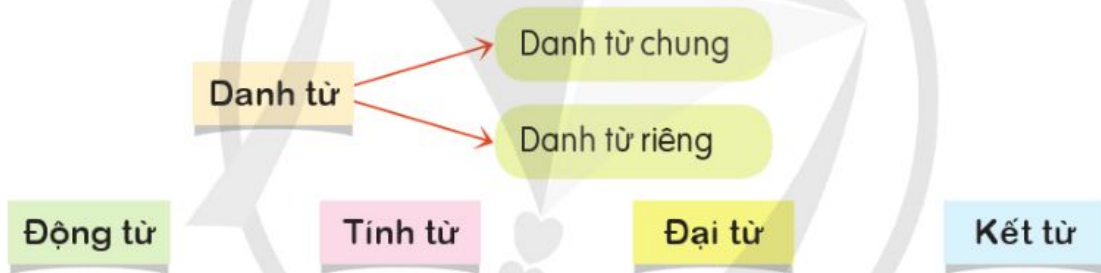 Danh từ chung
Danh từ
Danh từ riêng
Động từ
Tính từ
Đại từ
Kết từ